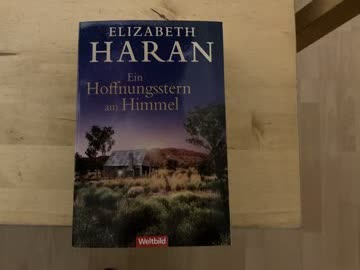 ELIZABETH
HARAN
Ein
Hoffnungsstern
am Himmel
Weltbild